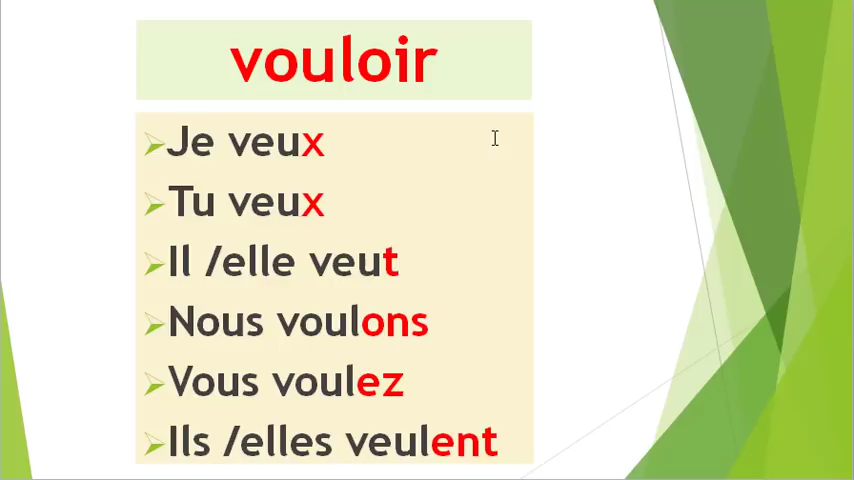 vouloir
Je veux
Tu veux
Il /elle veut
Nous voulons
Vous voulez
Ils /elles veulent